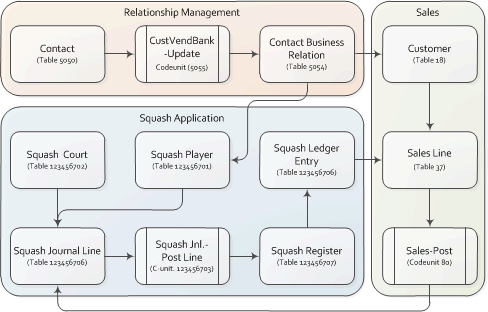 Relationship Management
Sales
Contact
(Table 5050)
CustVendBank
-Update
Codeunit (5055)
Contact Business
Relation
(Table 5054)
Customer
(Table 18)
Squash Application
Squash Court
(Table 123456702)
Squash Player
(Table 123456701)
Squash Ledger
Entry
(Table 123456706)
Sales Line
(Table 37)
Squash Journal Line
(Table 123456706)
Squash Jnl.-
Post Line
(C-unit. 123456703)
Squash Register
(Table 123456707)
Sales-Post
(Codeunit 80)